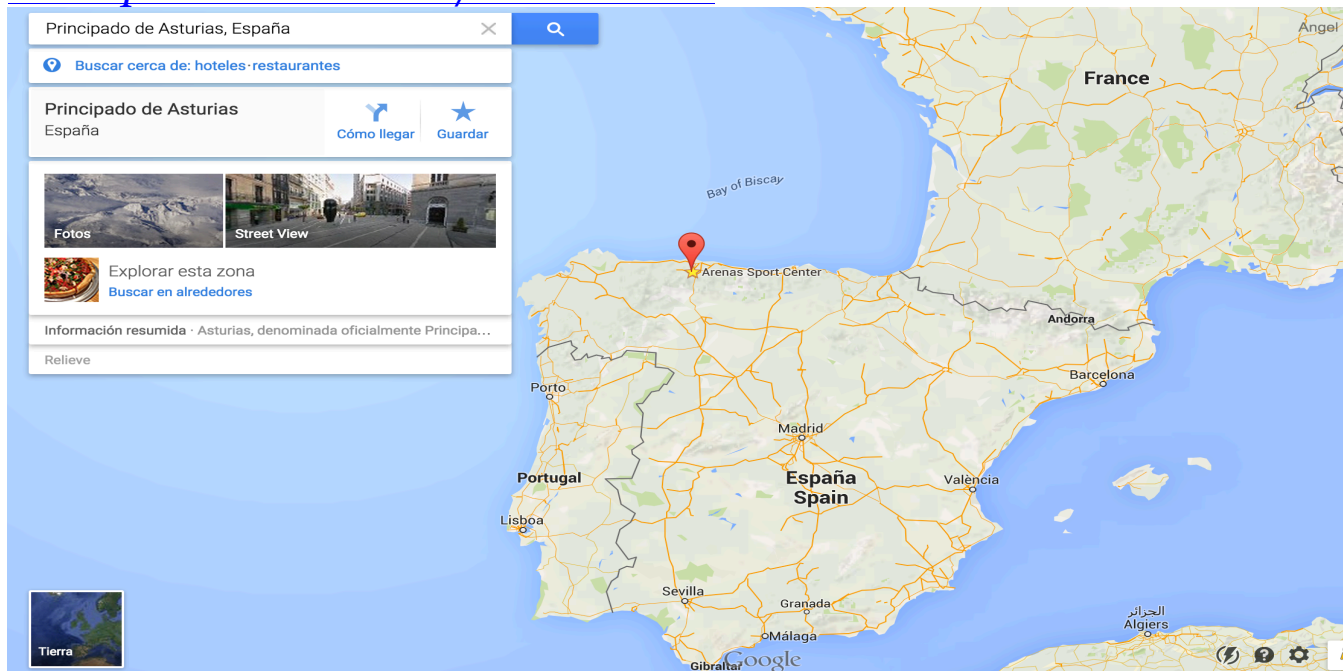 Principado de Asturias, España
Buscar cerca de: hoteles·restaurantes
Principado de Asturias
España
Cómo llegar
Guardar
Fotos
Street View
Explorar esta zona
Buscar en alrededores
Información resumida · Asturias, denominada oficialmente Principa...
Relieve
Tierra
Angel
France
Bay of Biscay
Arenas Sport Center
Andorra
Barcelona
Porto
Madrid
Portugal
España
Spain
València
Lisboa
Sevilla
Granada
Málaga
Gibraltar
Google
الجزائر
Algiers